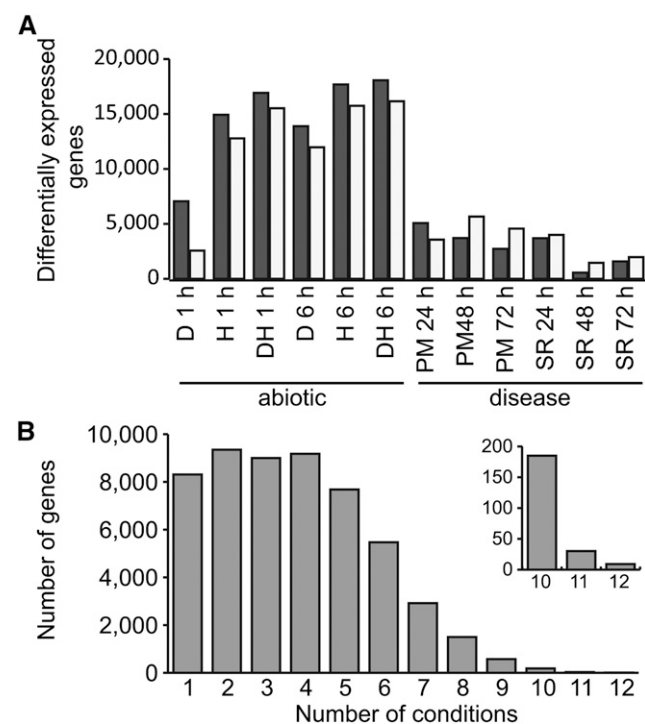 A
Differentially expressed
genes
20,000
15,000
10,000
5,000
0
D 1 h
H 1 h
DH 1 h
D 6 h
H 6 h
DH 6 h
PM 24 h
PM48 h
PM 72 h
SR 24 h
SR 48 h
SR 72 h
abiotic
disease
B
Number of genes
10,000
8,000
6,000
4,000
2,000
0
200
150
100
50
0
10 11 12
1 2 3 4 5 6 7 8 9 10 11 12
Number of conditions